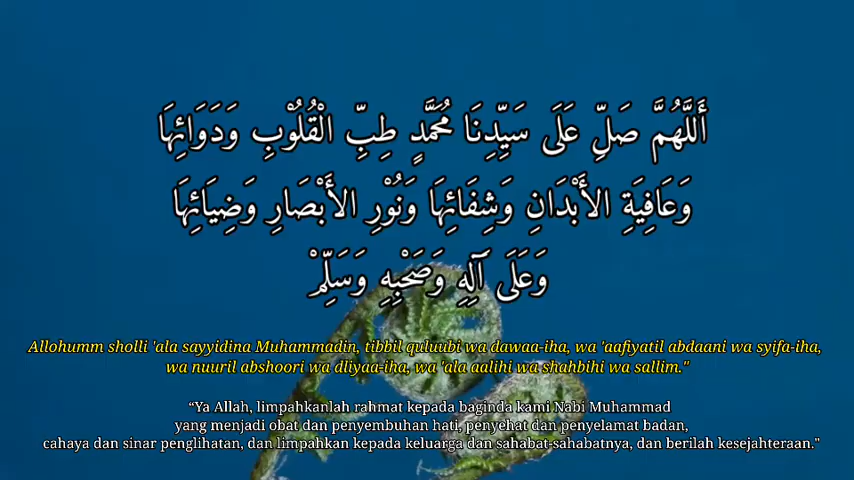 أَللَّهُمَّ صَلِّ عَلَى سَيِّدِنَا مُحَمَّدٍ طِبِّ الْقُلُوْبِ وَدَوَائِهَا
وَعَافِيَةِ الأَبْدَانِ وَشِفَائِهَا وَنُوْرِ الأَبْصَارِ وَضِيَائِهَا
وَعَلَى آلِهِ وَصَحْبِهِ وَسَلِّمْ
Allohumm sholli 'ala sayyidina Muhammadin, tibbil quluubi wa dawaa-iha, wa 'aafiyatil abdaani wa syifa-iha,
wa nuuril abshoori wa dliyaa-iha, wa 'ala aalihi wa shahbihi wa sallim."
“Ya Allah, limpahkanlah rahmat kepada baginda kami Nabi Muhammad
yang menjadi obat dan penyembuhan hati, penyehat dan penyelamat badan,
cahaya dan sinar penglihatan, dan limpahkan kepada keluarga dan sahabat-sahabatnya, dan berilah kesejahteraan."